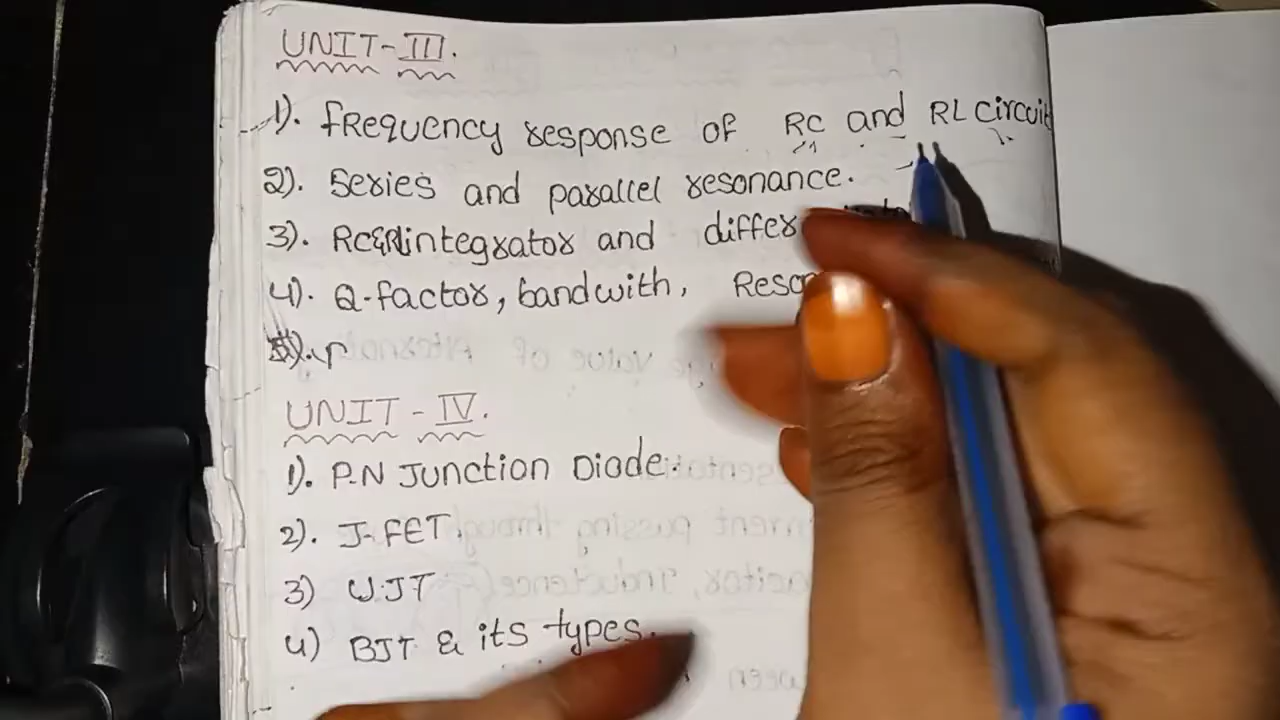 UNIT-III.
1). frequency response of RC and RL circuit
2). Series and parallel resonance.
3). RC&RL integrator and
4). Q-factor, bandwith,
UNIT - IV.
1). P.N Junction Diode.
2). J-FET.
3) UJT
4) BJT & its types.